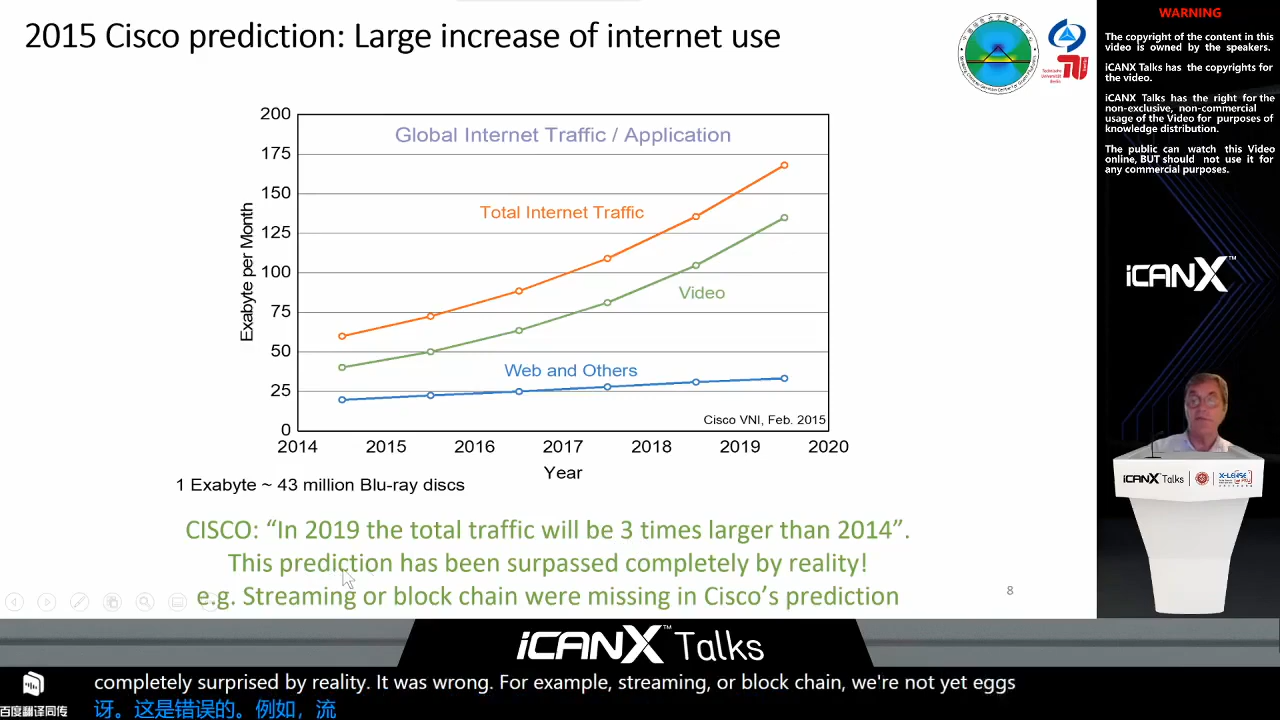 2015 Cisco prediction: Large increase of internet use
Technische
Universität
Berlin
200
175
150
125
100
75
50
25
0
Exabyte per Month
Global Internet Traffic / Application
Total Internet Traffic
Video
Web and Others
Cisco VNI, Feb. 2015
2014 2015 2016 2017 2018 2019 2020
Year
1 Exabyte ~ 43 million Blu-ray discs
CISCO: “In 2019 the total traffic will be 3 times larger than 2014”.
This prediction has been surpassed completely by reality!
e.g. Streaming or block chain were missing in Cisco’s prediction
8
WARNING
The copyright of the content in this
video is owned by the speakers.
iCANX Talks has the copyrights for
the video.
iCANX Talks has the right for the
non-exclusive, non-commercial
usage of the Video for purposes of
knowledge distribution.
The public can watch this Video
online, BUT should not use it for
any commercial purposes.
iCANX™
iCANX Talks
X-LENSE
iCANX™ Talks
completely surprised by reality. It was wrong. For example, streaming, or block chain, we're not yet eggs
讶。这是错误的。例如，流
百度翻译同传